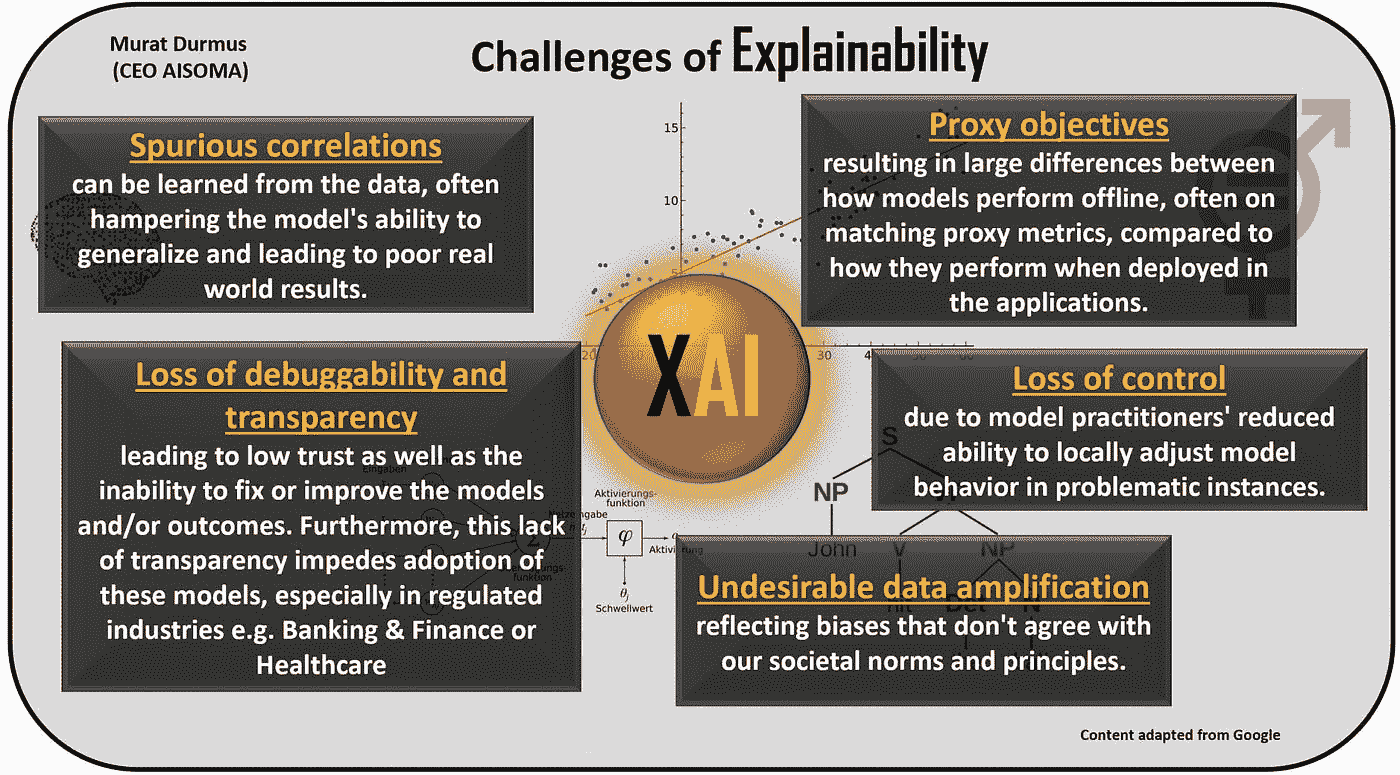 Murat Durmus
(CEO AISOMA)
Challenges of Explainability
Spurious correlations
can be learned from the data, often
hampering the model's ability to
generalize and leading to poor real
world results.
Proxy objectives
resulting in large differences between
how models perform offline, often on
matching proxy metrics, compared to
how they perform when deployed in
the applications.
15
10
5
XAI
20
30
Loss of debuggability and
transparency
leading to low trust as well as the
inability to fix or improve the models
and/or outcomes. Furthermore, this lack
of transparency impedes adoption of
these models, especially in regulated
industries e.g. Banking & Finance or
Healthcare
Loss of control
due to model practitioners' reduced
ability to locally adjust model
behavior in problematic instances.
S
NP
John
V
NP
Aktivierungs-
funktion
φ
θj
Schwellwert
Undesirable data amplification
reflecting biases that don't agree with
our societal norms and principles.
Content adapted from Google